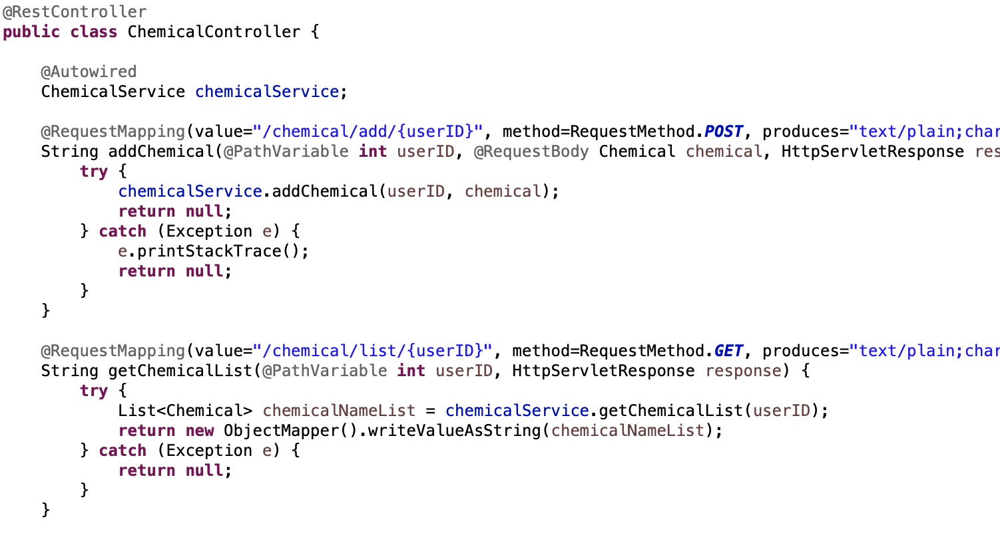 @RestController
public class ChemicalController {
@Autowired
ChemicalService chemicalService;
@RequestMapping(value="/chemical/add/{userID}", method=RequestMethod.POST, produces="text/plain;char
String addChemical(@PathVariable int userID, @RequestBody Chemical chemical, HttpServletResponse res
try {
chemicalService.addChemical(userID, chemical);
return null;
} catch (Exception e) {
e.printStackTrace();
return null;
}
}
@RequestMapping(value="/chemical/list/{userID}", method=RequestMethod.GET, produces="text/plain;char
String getChemicalList(@PathVariable int userID, HttpServletResponse response) {
try {
List<Chemical> chemicalNameList = chemicalService.getChemicalList(userID);
return new ObjectMapper().writeValueAsString(chemicalNameList);
} catch (Exception e) {
return null;
}
}